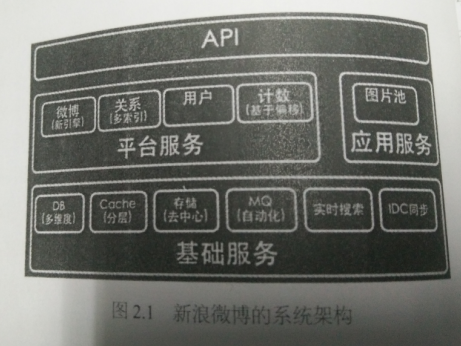 API
微博 关系 用户 计数 图片池
(新引擎) (多索引) (基于偏移)
平台服务 应用服务
DB Cache 存储 MQ 实时搜索 IDC同步
(多维度) (分层) (去中心) (自动化)
基础服务
图 2.1 新浪微博的系统架构